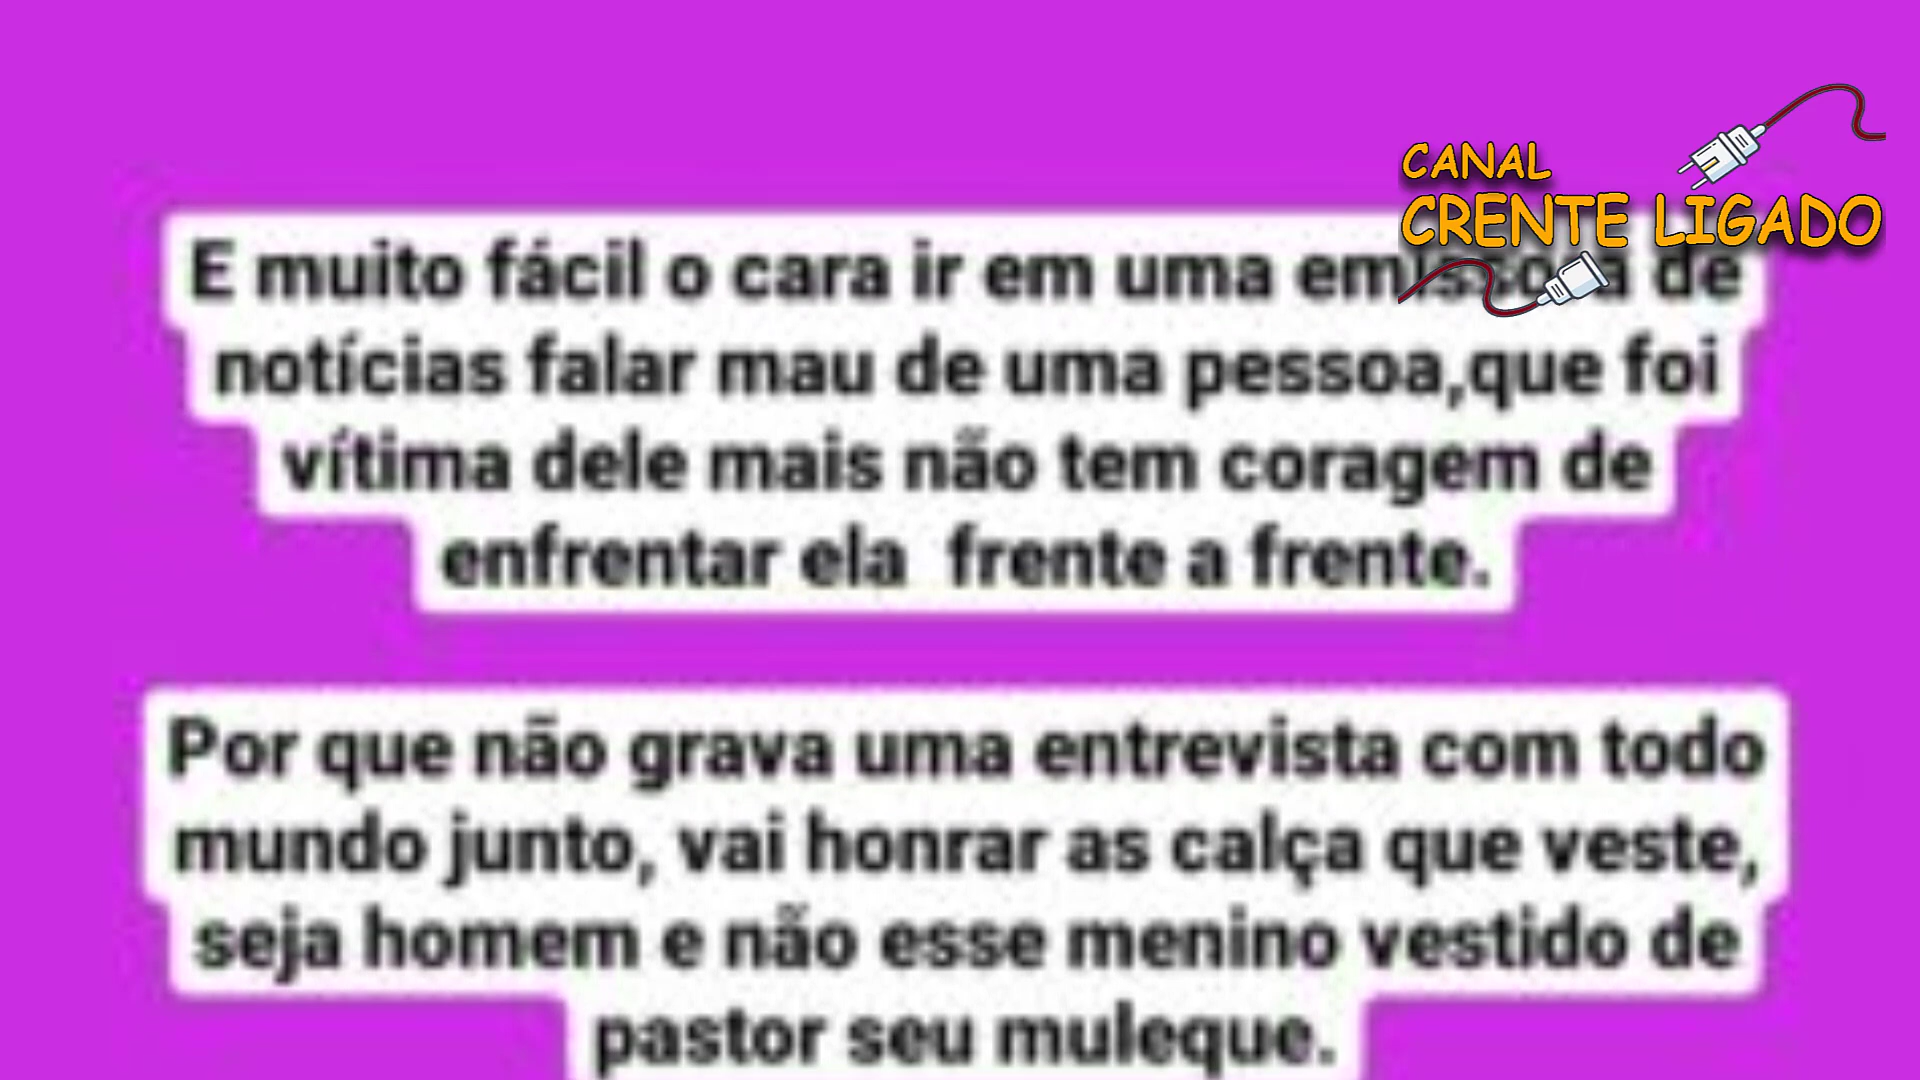 CANAL
CRENTE LIGADO
E muito fácil o cara ir em uma emissora de
notícias falar mau de uma pessoa,que foi
vítima dele mais não tem coragem de
enfrentar ela frente a frente.
Por que não grava uma entrevista com todo
mundo junto, vai honrar as calça que veste,
seja homem e não esse menino vestido de
pastor seu muleque.